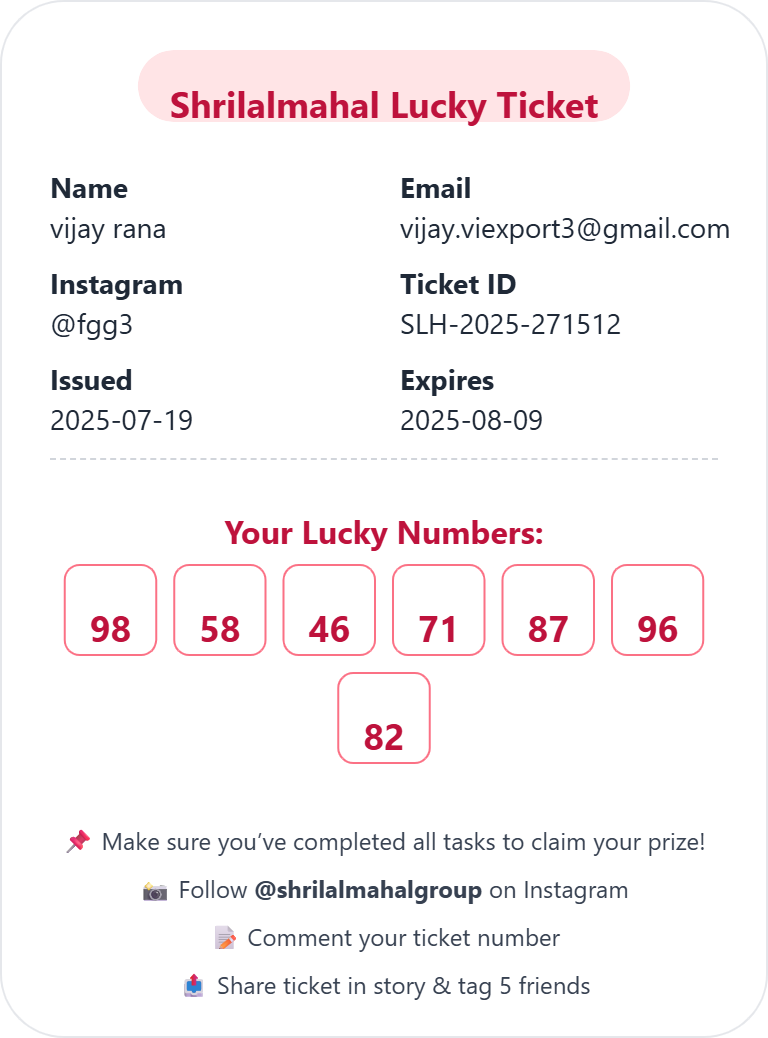 Shrilalmahal Lucky Ticket
Name
vijay rana
Email
vijay.viexport3@gmail.com
Instagram
@fgg3
Ticket ID
SLH-2025-271512
Issued
2025-07-19
Expires
2025-08-09
Your Lucky Numbers:
98 58 46 71 87 96
82
📌 Make sure you’ve completed all tasks to claim your prize!
📸 Follow @shrilalmahalgroup on Instagram
📝 Comment your ticket number
📤 Share ticket in story & tag 5 friends